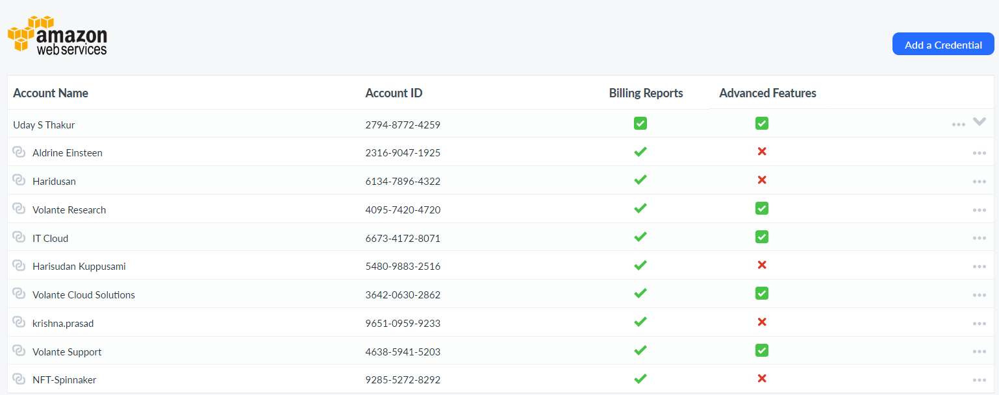 amazon
web services
Add a Credential
Account Name Account ID Billing Reports Advanced Features
Uday S Thakur 2794-8772-4259
Aldrine Einsteen 2316-9047-1925
Haridusan 6134-7896-4322
Volante Research 4095-7420-4720
IT Cloud 6673-4172-8071
Harisudan Kuppusami 5480-9883-2516
Volante Cloud Solutions 3642-0630-2862
krishna.prasad 9651-0959-9233
Volante Support 4638-5941-5203
NFT-Spinnaker 9285-5272-8292